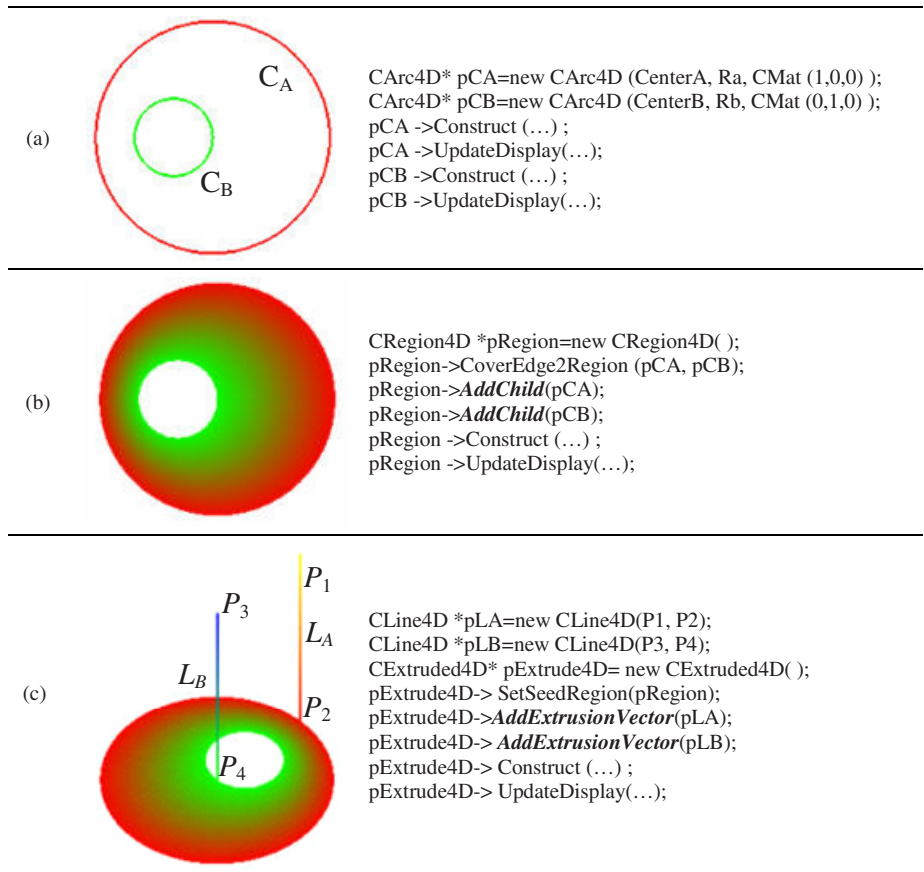 (a)
C_A
C_B
CArc4D* pCA=new CArc4D (CenterA, Ra, CMat (1,0,0) );
CArc4D* pCB=new CArc4D (CenterB, Rb, CMat (0,1,0) );
pCA ->Construct (…) ;
pCA ->UpdateDisplay(…);
pCB ->Construct (…) ;
pCB ->UpdateDisplay(…);
(b)
CRegion4D *pRegion=new CRegion4D( );
pRegion->CoverEdge2Region (pCA, pCB);
pRegion->AddChild(pCA);
pRegion->AddChild(pCB);
pRegion ->Construct (…) ;
pRegion ->UpdateDisplay(…);
(c)
P_1
P_3
L_A
L_B
P_2
P_4
CLine4D *pLA=new CLine4D(P1, P2);
CLine4D *pLB=new CLine4D(P3, P4);
CExtruded4D* pExtrude4D= new CExtruded4D( );
pExtrude4D-> SetSeedRegion(pRegion);
pExtrude4D->AddExtrusionVector(pLA);
pExtrude4D-> AddExtrusionVector(pLB);
pExtrude4D-> Construct (…) ;
pExtrude4D-> UpdateDisplay(…);